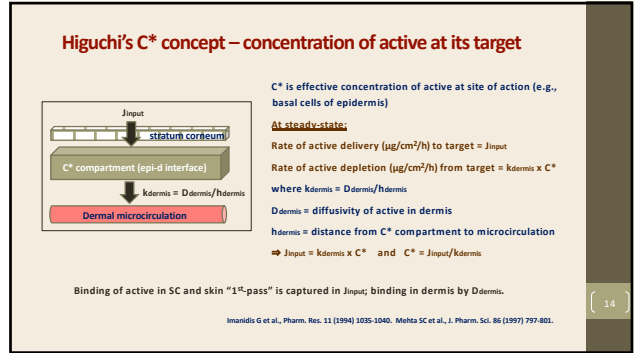 Higuchi's C* concept – concentration of active at its target
C* is effective concentration of active at site of action (e.g.,
basal cells of epidermis)
At steady-state:
Rate of active delivery (µg/cm²/h) to target = Jinput
Rate of active depletion (µg/cm²/h) from target = kdermis x C*
where kdermis = Ddermis/hdermis
Ddermis = diffusivity of active in dermis
hdermis = distance from C* compartment to microcirculation
⇒ Jinput = kdermis x C* and C* = Jinput/kdermis
Jinput
stratum corneum
C* compartment (epi-d interface)
kdermis = Ddermis/hdermis
Dermal microcirculation
Binding of active in SC and skin "1st-pass" is captured in Jinput; binding in dermis by Ddermis.
Imanidis G et al., Pharm. Res. 11 (1994) 1035-1040. Mehta SC et al., J. Pharm. Sci. 86 (1997) 797-801.
14